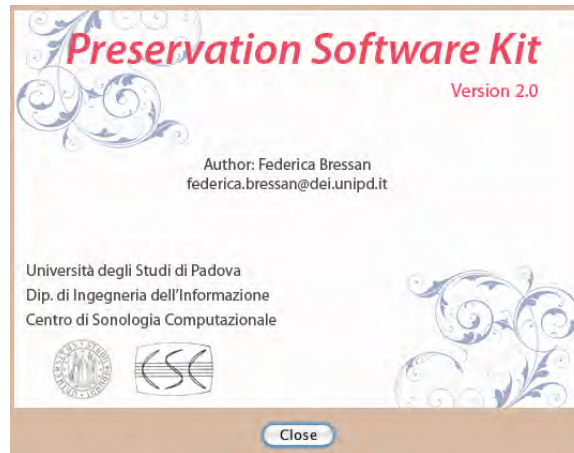 Preservation Software Kit
Version 2.0
Author: Federica Bressan
federica.bressan@dei.unipd.it
Università degli Studi di Padova
Dip. di Ingegneria dell'Informazione
Centro di Sonologia Computazionale
CSC
Close